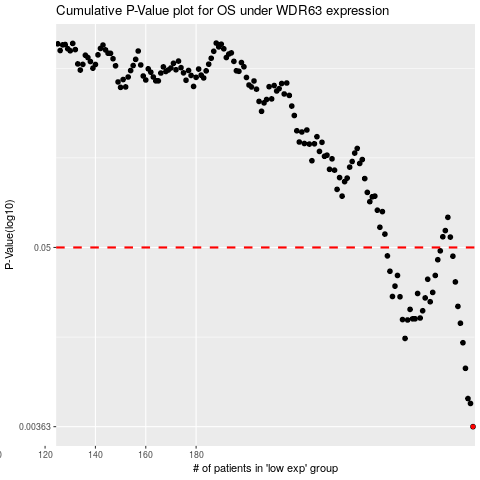 Cumulative P-Value plot for OS under WDR63 expression
P-Value(log10)
0.05
0.00363
0 120 140 160 180
# of patients in 'low exp' group